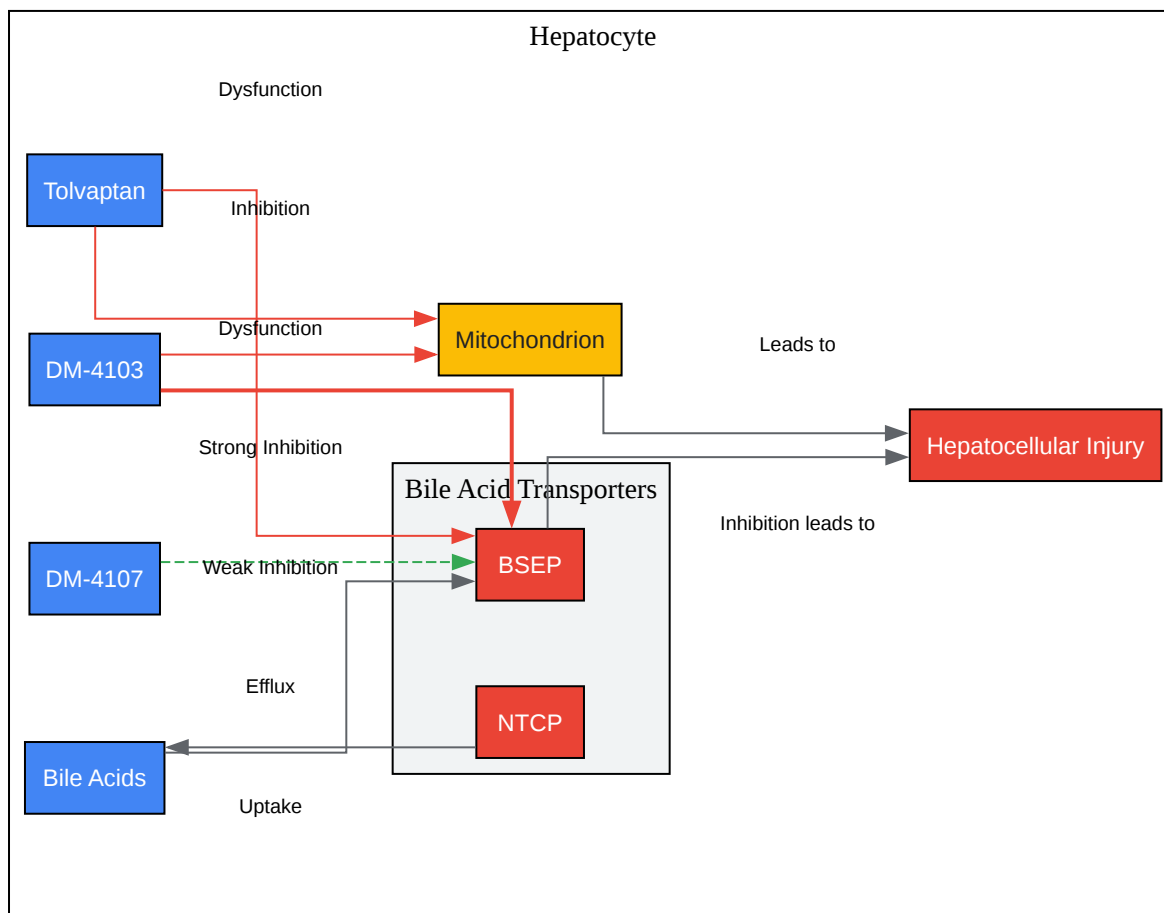 Hepatocyte
Dysfunction
Tolvaptan
Inhibition
Dysfunction
Mitochondrion
Leads to
DM-4103
Hepatocellular Injury
Strong Inhibition
Bile Acid Transporters
Inhibition leads to
BSEP
Weak Inhibition
DM-4107
Efflux
NTCP
Bile Acids
Uptake